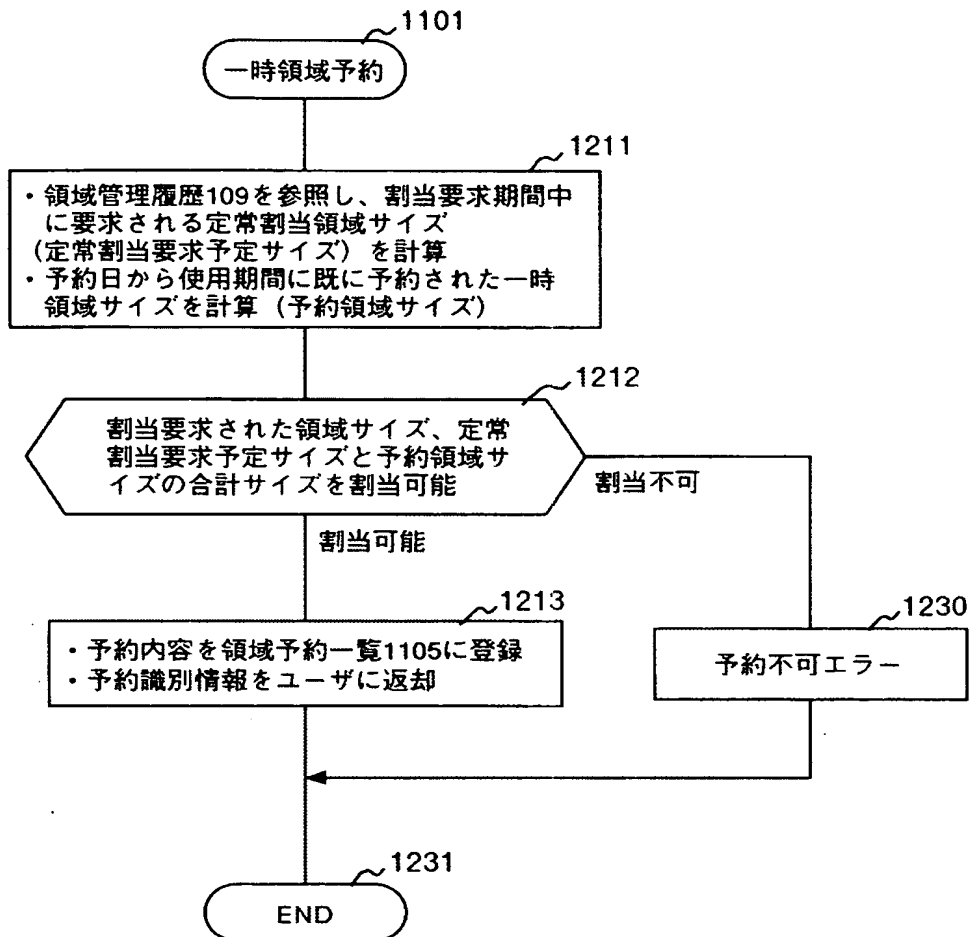 1101
一時領域予約
1211
・領域管理履歴109を参照し、割当要求期間中
に要求される定常割当領域サイズ
（定常割当要求予定サイズ）を計算
・予約日から使用期間に既に予約された一時
領域サイズを計算（予約領域サイズ）
1212
割当要求された領域サイズ、定常
割当要求予定サイズと予約領域サ
イズの合計サイズを割当可能
割当不可
割当可能
1213
・予約内容を領域予約一覧1105に登録
・予約識別情報をユーザに返却
1230
予約不可エラー
1231
END